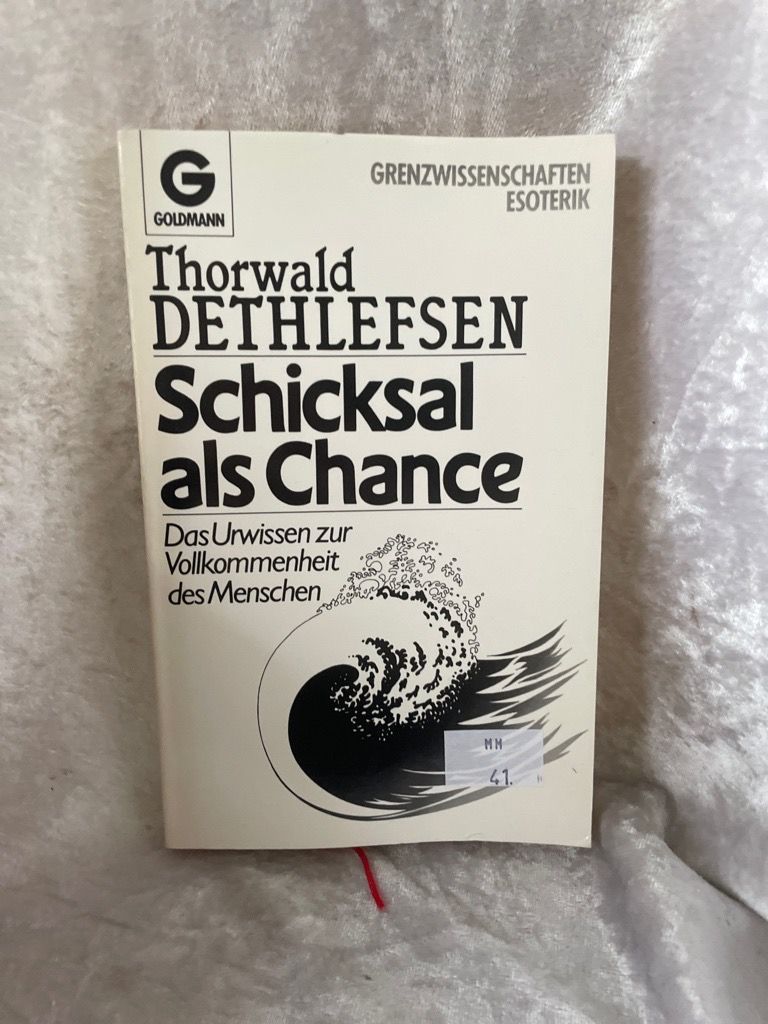 G
GOLDMANN
GRENZWISSENSCHAFTEN
ESOTERIK
Thorwald
DETHLEFSEN
Schicksal
als Chance
Das Urwissen zur
Vollkommenheit
des Menschen
MM
41.